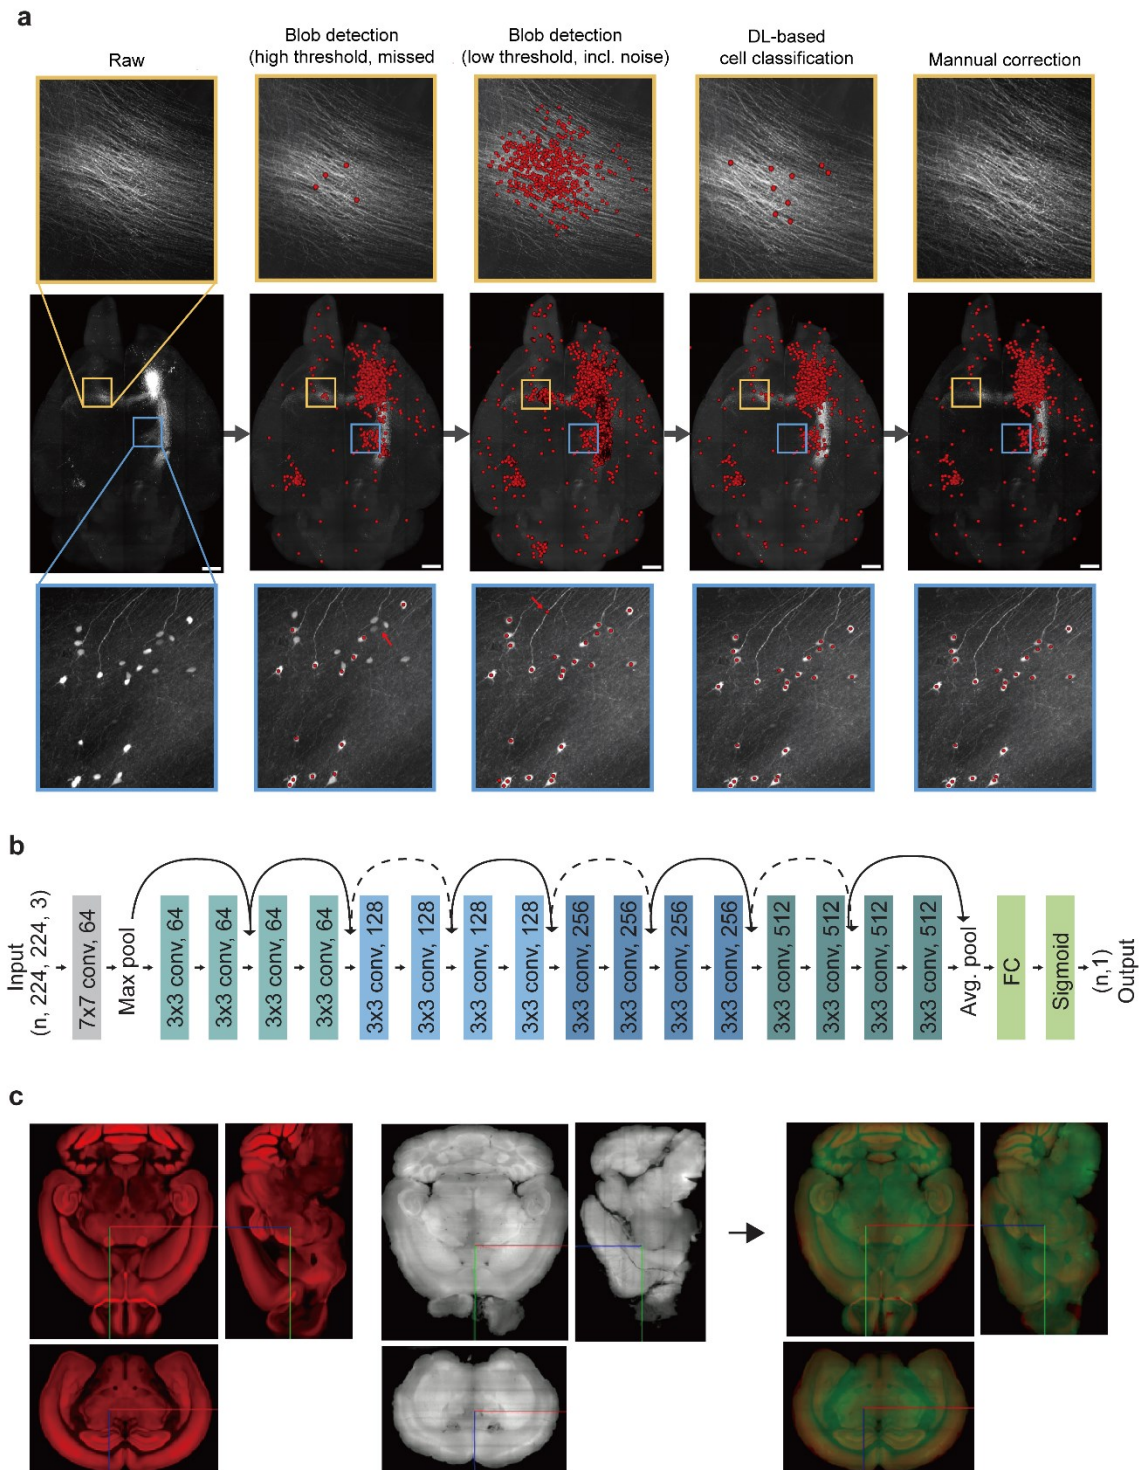 a
Raw
Blob detection
(high threshold, missed
Blob detection
(low threshold, incl. noise)
DL-based
cell classification
Mannual correction
b
Input
(n, 224, 224, 3)
7x7 conv, 64
Max pool
3x3 conv, 64
3x3 conv, 64
3x3 conv, 64
3x3 conv, 64
3x3 conv, 128
3x3 conv, 128
3x3 conv, 128
3x3 conv, 128
3x3 conv, 256
3x3 conv, 256
3x3 conv, 256
3x3 conv, 256
3x3 conv, 512
3x3 conv, 512
3x3 conv, 512
3x3 conv, 512
Avg. pool
FC
Sigmoid
(n,1)
Output
c